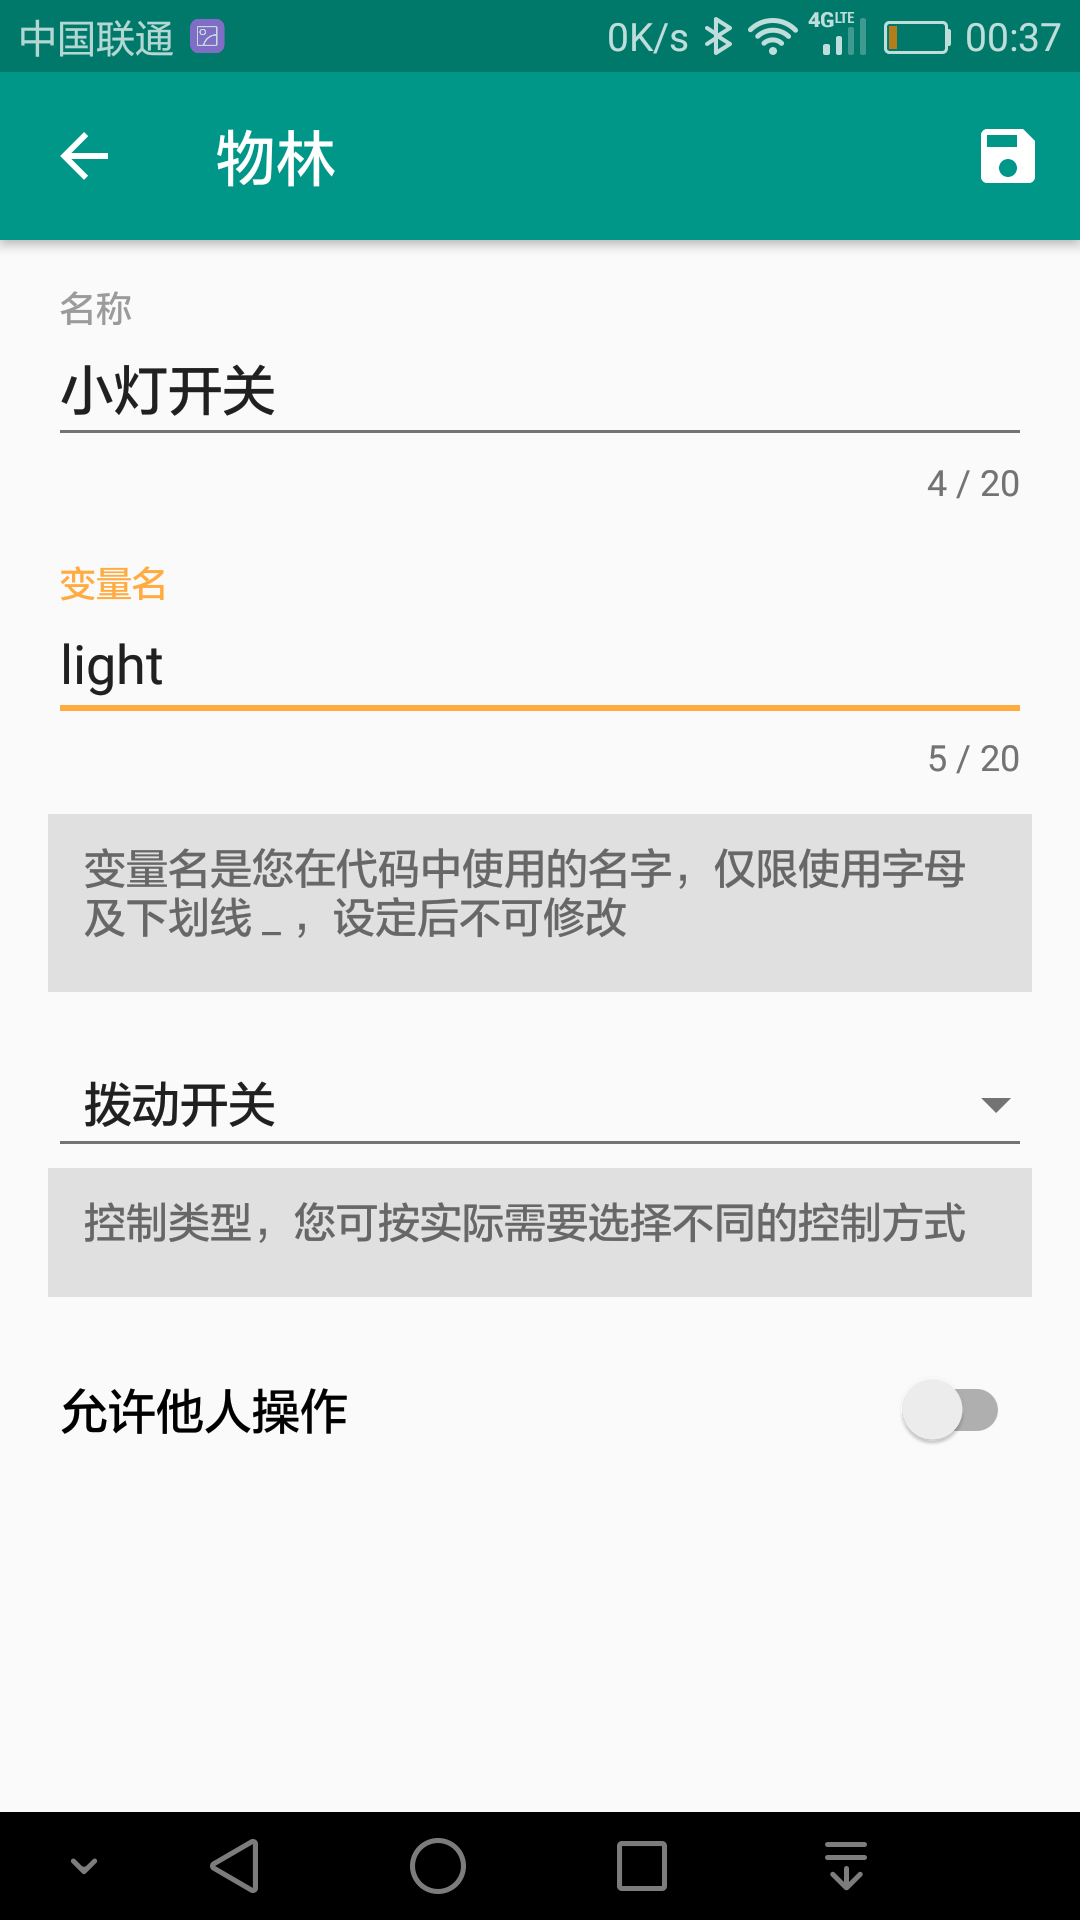 中国联通 0K/s 4GLTE 00:37
物林
名称
小灯开关
4 / 20
变量名
light
5 / 20
变量名是您在代码中使用的名字，仅限使用字母
及下划线 _ ，设定后不可修改
拨动开关
控制类型，您可按实际需要选择不同的控制方式
允许他人操作